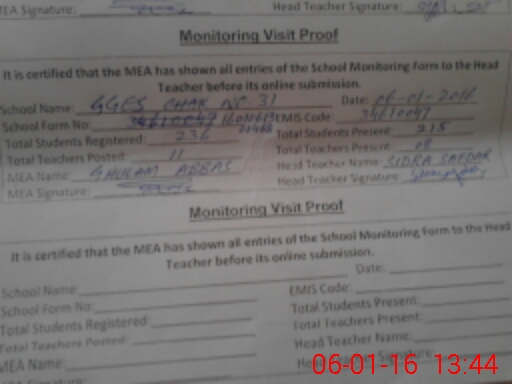 MEA Signature: Head Teacher Signature:
Monitoring Visit Proof
It is certified that the MEA has shown all entries of the School Monitoring Form to the Head
Teacher before its online submission.
School Name: GGES CHAK NO 31 Date: 06-01-2016
School Form No: EMIS Code: 34610047
Total Students Registered: 236 Total Students Present: 215
Total Teachers Posted: 11 Total Teachers Present: 08
MEA Name: GHULAM ABBAS Head Teacher Name: SIDRA SAFDAR
MEA Signature: Head Teacher Signature:
Monitoring Visit Proof
It is certified that the MEA has shown all entries of the School Monitoring Form to the Head
Teacher before its online submission.
School Name: Date:
School Form No: EMIS Code:
Total Students Registered: Total Students Present:
Total Teachers Posted: Total Teachers Present:
MEA Name: Head Teacher Name:
Signature:
06-01-16 13:44